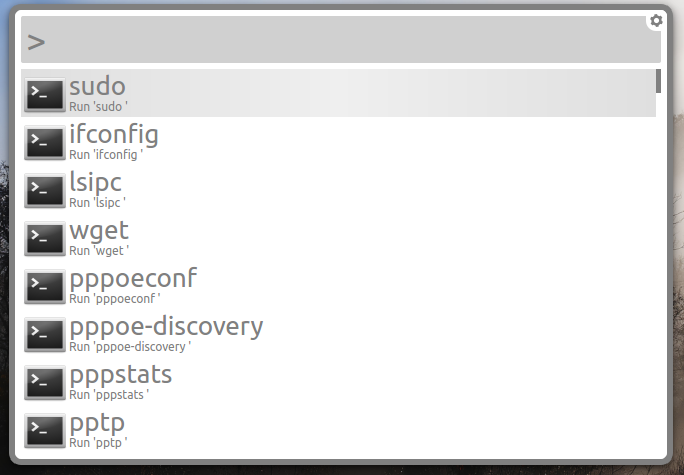 >
sudo
Run 'sudo '
ifconfig
Run 'ifconfig '
lsipc
Run 'lsipc '
wget
Run 'wget '
pppoeconf
Run 'pppoeconf '
pppoe-discovery
Run 'pppoe-discovery '
pppstats
Run 'pppstats '
pptp
Run 'pptp '